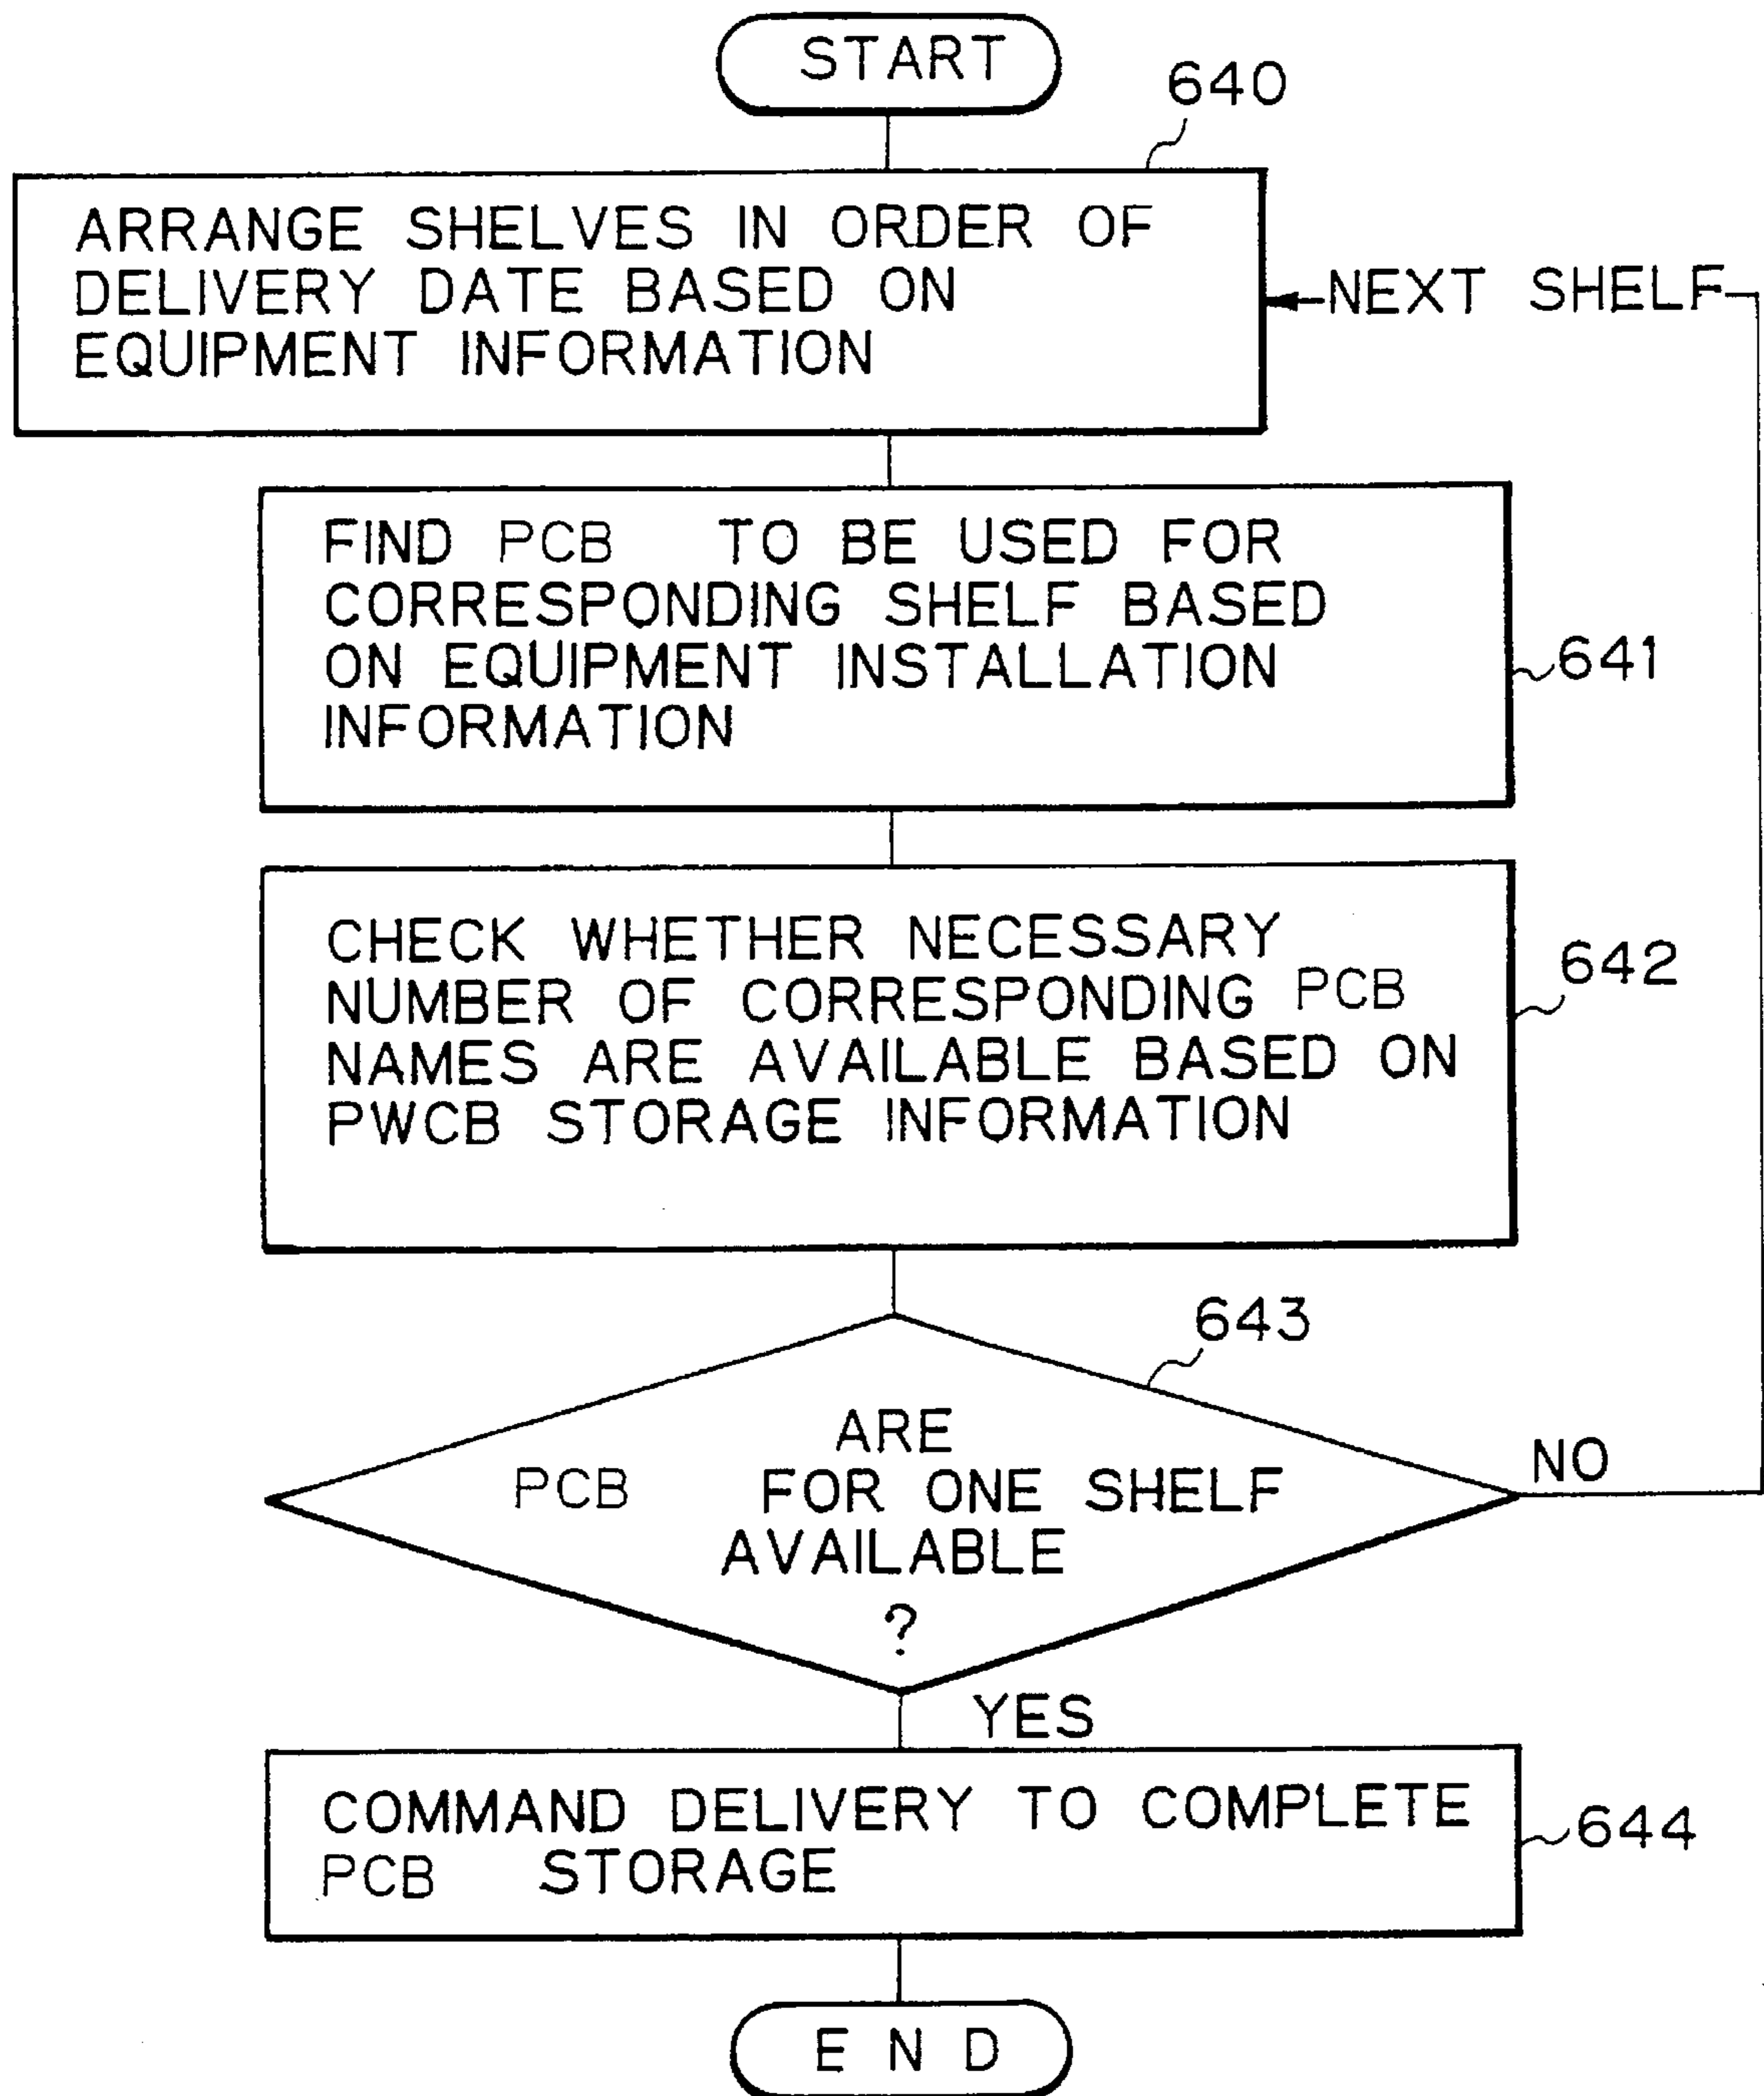 START
640
ARRANGE SHELVES IN ORDER OF
DELIVERY DATE BASED ON
EQUIPMENT INFORMATION
NEXT SHELF
FIND PCB TO BE USED FOR
CORRESPONDING SHELF BASED
ON EQUIPMENT INSTALLATION
INFORMATION
641
CHECK WHETHER NECESSARY
NUMBER OF CORRESPONDING PCB
NAMES ARE AVAILABLE BASED ON
PWCB STORAGE INFORMATION
642
643
ARE
PCB FOR ONE SHELF
AVAILABLE
?
NO
YES
COMMAND DELIVERY TO COMPLETE
PCB STORAGE
644
END